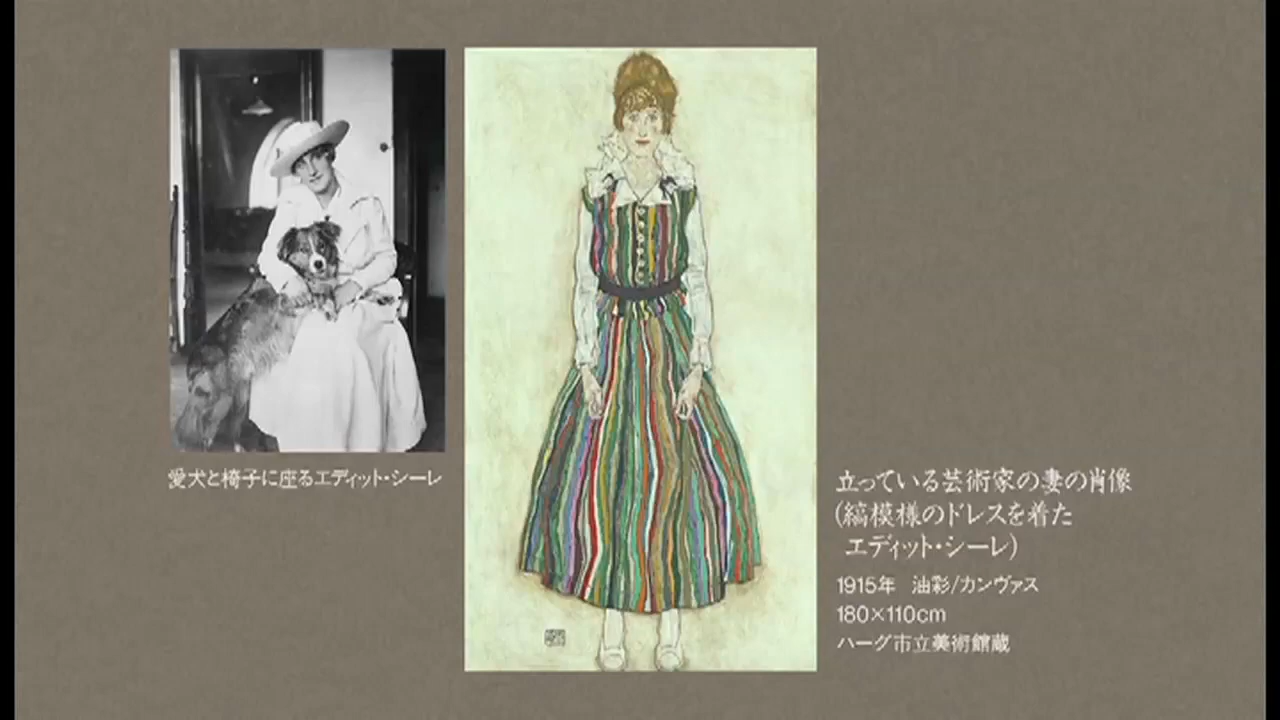 愛犬と椅子に座るエディット・シーレ
立っている芸術家の妻の肖像
(縞模様のドレスを着た
エディット・シーレ)
1915年 油彩/カンヴァス
180×110cm
ハーグ市立美術館蔵